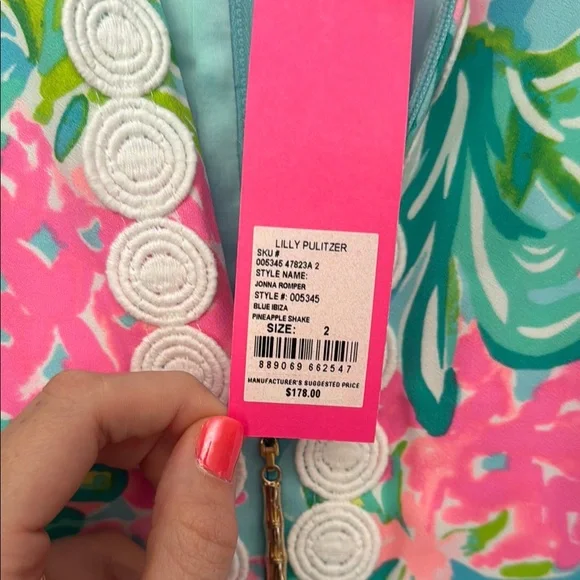 LILLY PULITZER
SKU #
005345 47823A 2
STYLE NAME:
JONNA ROMPER
STYLE #: 005345
BLUE IBIZA
PINEAPPLE SHAKE
SIZE: 2
889069 662547
MANUFACTURER'S SUGGESTED PRICE
$178.00